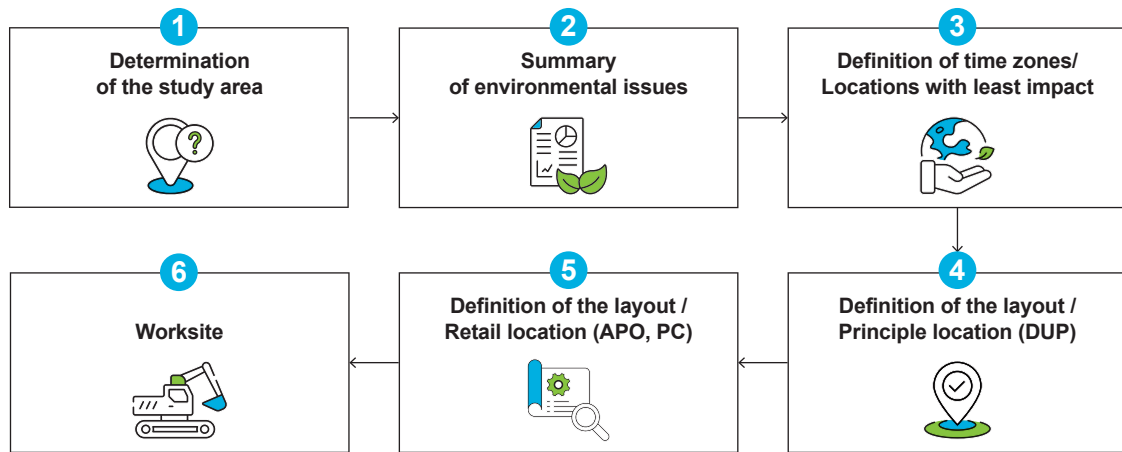 1
Determination
of the study area
?
2
Summary
of environmental issues
3
Definition of time zones/
Locations with least impact
4
Definition of the layout /
Principle location (DUP)
5
Definition of the layout /
Retail location (APO, PC)
6
Worksite